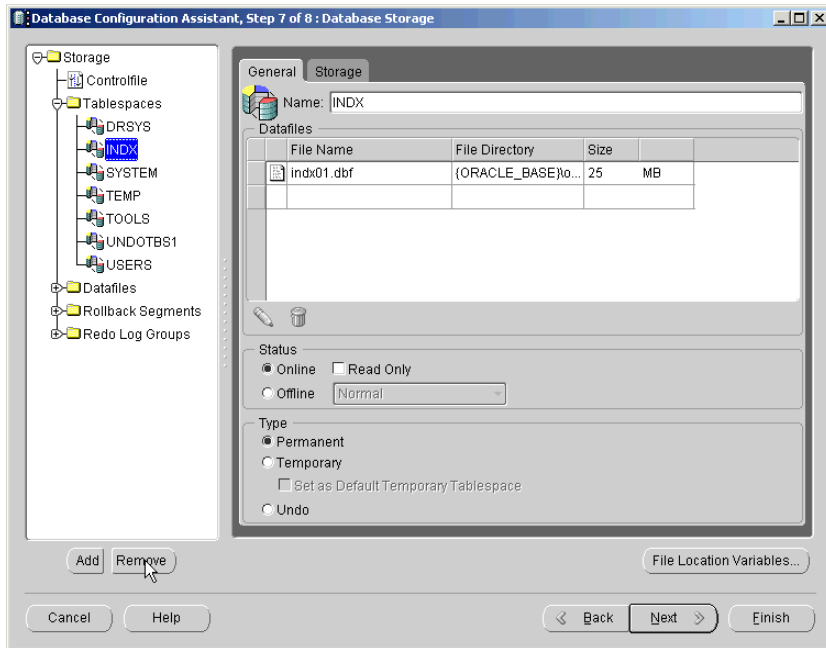 Database Configuration Assistant, Step 7 of 8 : Database Storage
Storage
Controlfile
Tablespaces
DRSYS
INDX
SYSTEM
TEMP
TOOLS
UNDOTBS1
USERS
Datafiles
Rollback Segments
Redo Log Groups
General Storage
Name: INDX
Datafiles
File Name File Directory Size
indx01.dbf {ORACLE_BASE}\o... 25 MB
Status
Online Read Only
Offline Normal
Type
Permanent
Temporary
Set as Default Temporary Tablespace
Undo
Add Remove File Location Variables...
Cancel Help Back Next Finish